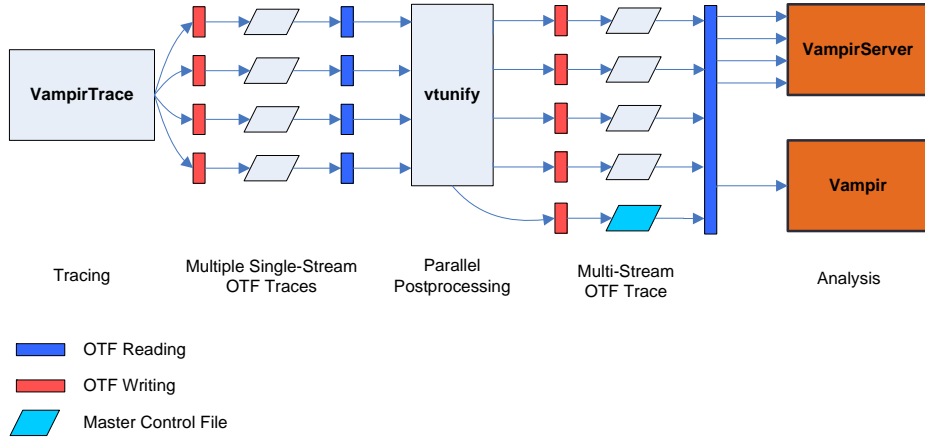 VampirTrace
vtunify
VampirServer
Vampir
Tracing
Multiple Single-Stream
OTF Traces
Parallel
Postprocessing
Multi-Stream
OTF Trace
Analysis
OTF Reading
OTF Writing
Master Control File